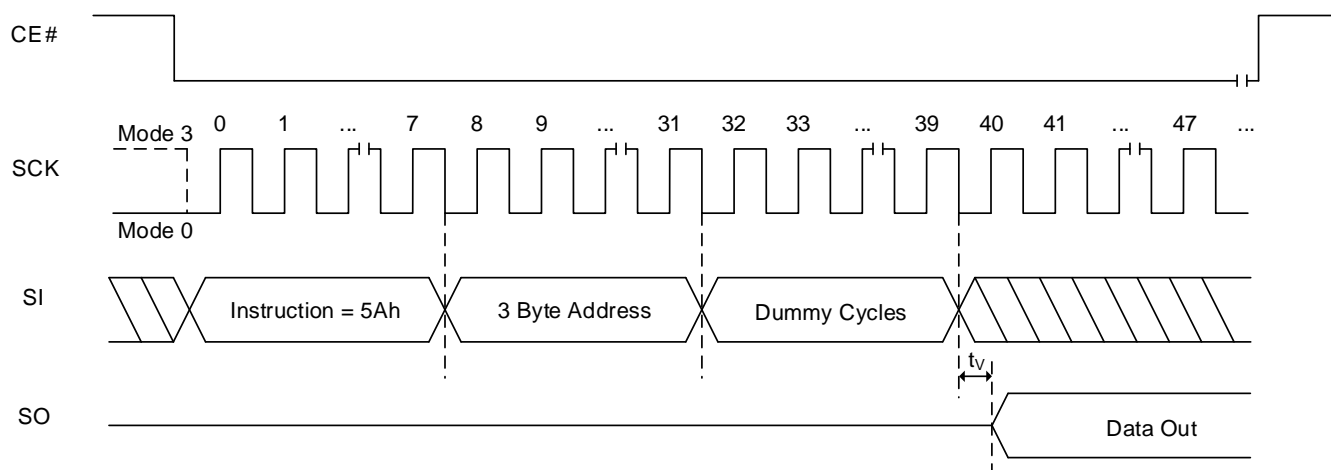 CE#
0 1 ... 7 8 9 ... 31 32 33 ... 39 40 41 ... 47 ...
Mode 3
SCK
Mode 0
SI Instruction = 5Ah 3 Byte Address Dummy Cycles
tV
SO Data Out